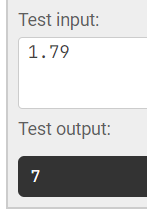 Test input:
1.79
Test output:
7